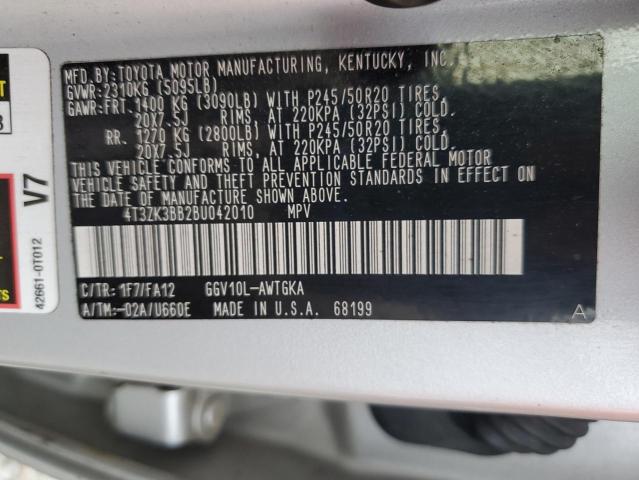 MFD.BY:TOYOTA MOTOR MANUFACTURING, KENTUCKY, INC.
GVWR:2310KG (5095LB)
GAWR:FRT. 1400 KG (3090LB) WITH P245/50R20 TIRES,
20X7.5J RIMS, AT 220KPA (32PSI) COLD.
RR. 1270 KG (2800LB) WITH P245/50R20 TIRES,
20X7.5J RIMS, AT 220KPA (32PSI) COLD.
THIS VEHICLE CONFORMS TO ALL APPLICABLE FEDERAL MOTOR
VEHICLE SAFETY AND THEFT PREVENTION STANDARDS IN EFFECT
ON THE DATE OF MANUFACTURE SHOWN ABOVE.
4T3ZK3BB2BU042010 MPV
C/TR: 1F7/FA12 GGV10L-AWTGKA
A/TM:-02A/U660E MADE IN U.S.A. 68199
A
V7
42661-0T012